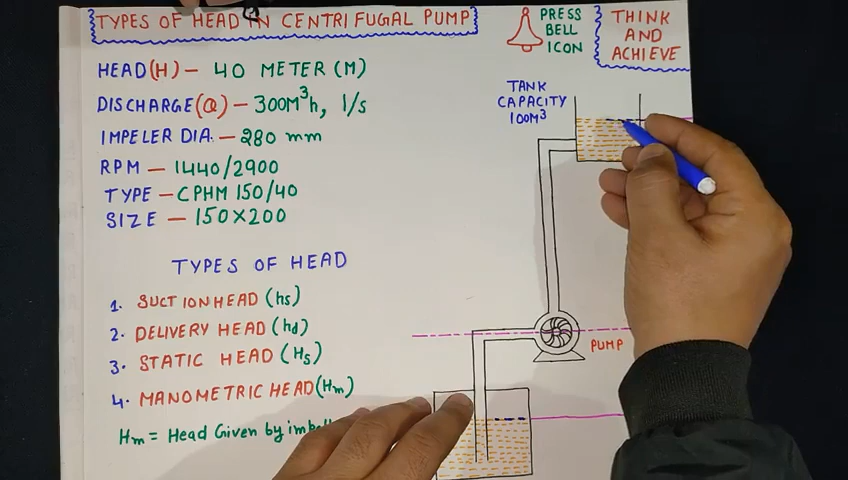 TYPES OF HEAD IN CENTRIFUGAL PUMP
PRESS
BELL
ICON
THINK
AND
ACHIEVE
HEAD(H) — 40 METER (M)
DISCHARGE(Q) — 300M³h, l/s
IMPELER DIA. — 280 mm
RPM — 1440/2900
TYPE — CPHM 150/40
SIZE — 150×200
TANK
CAPACITY
100M³
TYPES OF HEAD
1. SUCTION HEAD (hs)
2. DELIVERY HEAD (hd)
3. STATIC HEAD (Hs)
4. MANOMETRIC HEAD (Hm)
Hm = Head Given by
PUMP